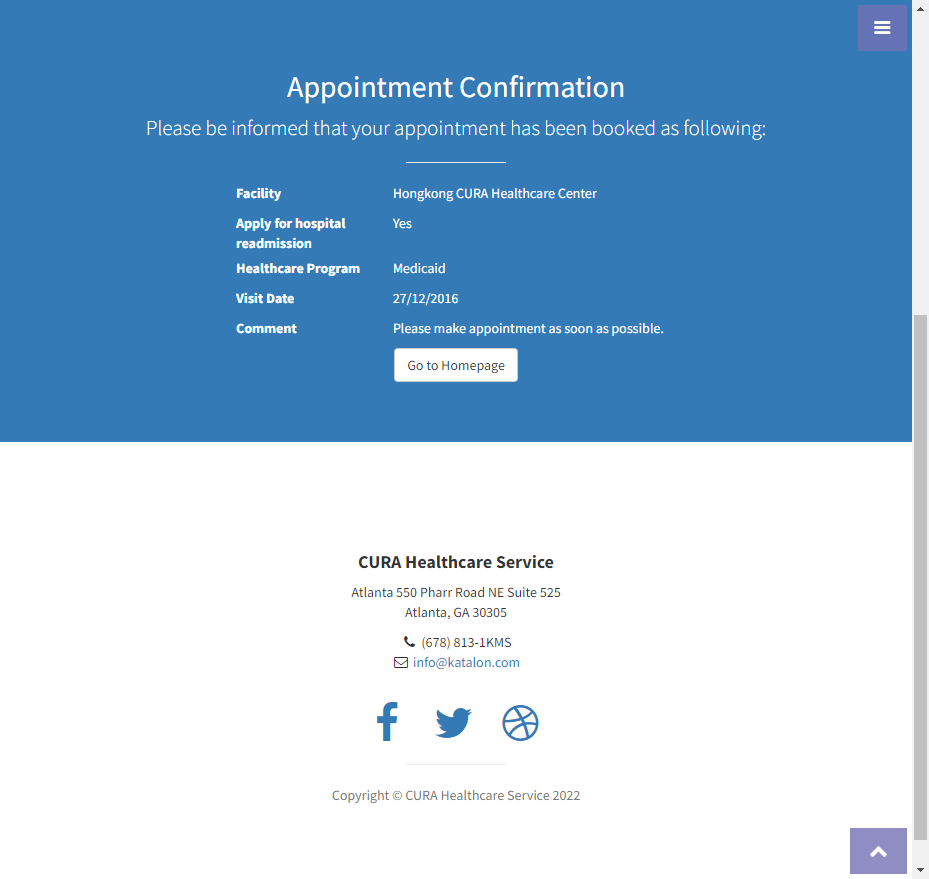 Appointment Confirmation
Please be informed that your appointment has been booked as following:
Facility Hongkong CURA Healthcare Center
Apply for hospital readmission Yes
Healthcare Program Medicaid
Visit Date 27/12/2016
Comment Please make appointment as soon as possible.
Go to Homepage
CURA Healthcare Service
Atlanta 550 Pharr Road NE Suite 525
Atlanta, GA 30305
(678) 813-1KMS
info@katalon.com
Copyright © CURA Healthcare Service 2022